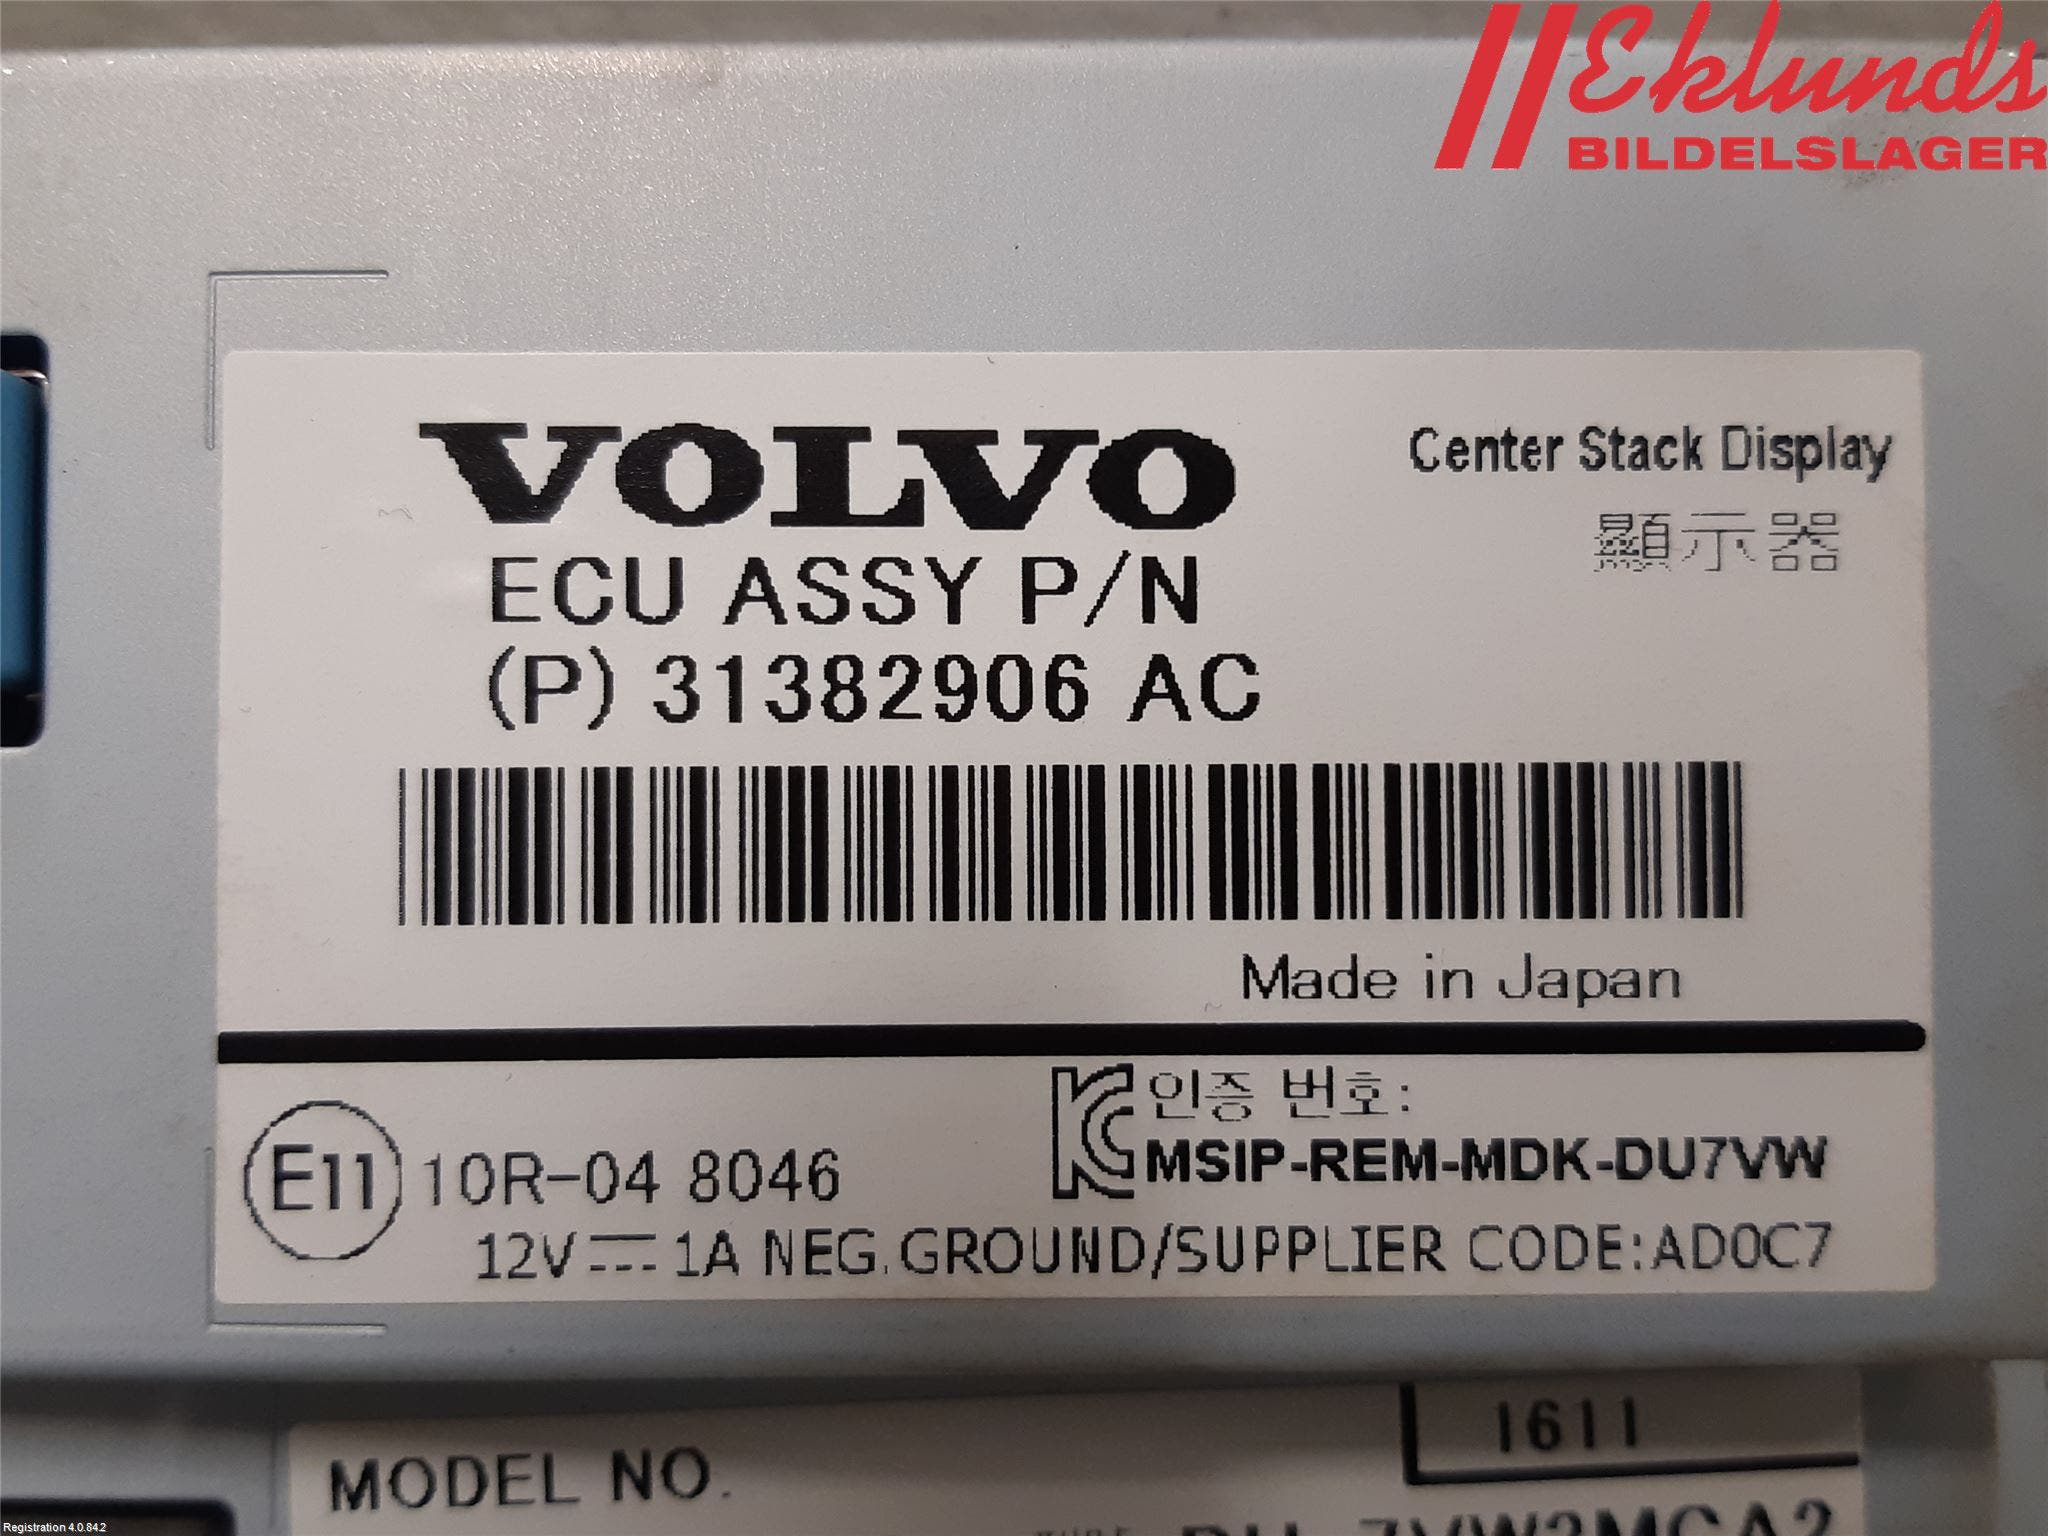 Eklunds
BILDELSLAGER
VOLVO
Center Stack Display
顯示器
ECU ASSY P/N
(P) 31382906 AC
Made in Japan
E11 10R-04 8046
인증 번호:
MSIP-REM-MDK-DU7VW
12V 1A NEG.GROUND/SUPPLIER CODE:AD0C7
1611
MODEL NO.
Registration 4.0.84.2